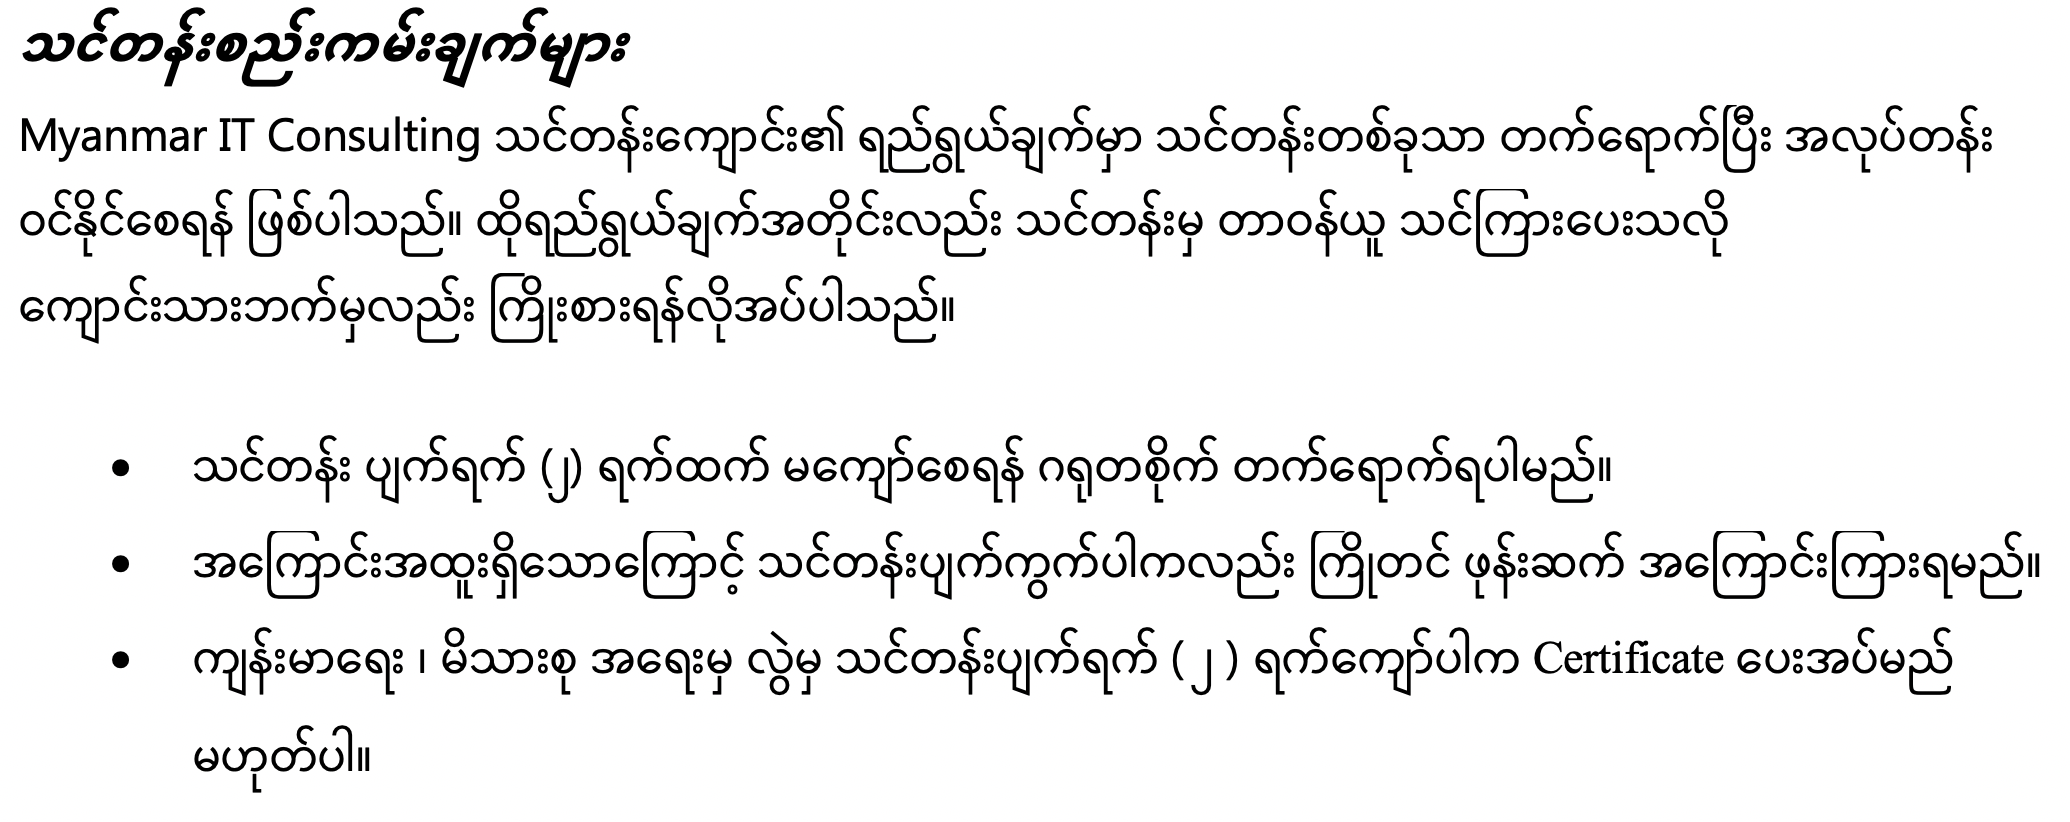 သင်တန်းစည်းကမ်းချက်များ
Myanmar IT Consulting သင်တန်းကျောင်း၏ ရည်ရွယ်ချက်မှာ သင်တန်းတစ်ခုသာ တက်ရောက်ပြီး အလုပ်တန်း
ဝင်နိုင်စေရန် ဖြစ်ပါသည်။ ထိုရည်ရွယ်ချက်အတိုင်းလည်း သင်တန်းမှ တာဝန်ယူ သင်ကြားပေးသလို
ကျောင်းသားဘက်မှလည်း ကြိုးစားရန်လိုအပ်ပါသည်။
• သင်တန်း ပျက်ရက် (၂) ရက်ထက် မကျော်စေရန် ဂရုတစိုက် တက်ရောက်ရပါမည်။
• အကြောင်းအထူးရှိသောကြောင့် သင်တန်းပျက်ကွက်ပါကလည်း ကြိုတင် ဖုန်းဆက် အကြောင်းကြားရမည်။
• ကျန်းမာရေး ၊ မိသားစု အရေးမှ လွဲမှ သင်တန်းပျက်ရက် ( ၂ ) ရက်ကျော်ပါက Certificate ပေးအပ်မည်
မဟုတ်ပါ။